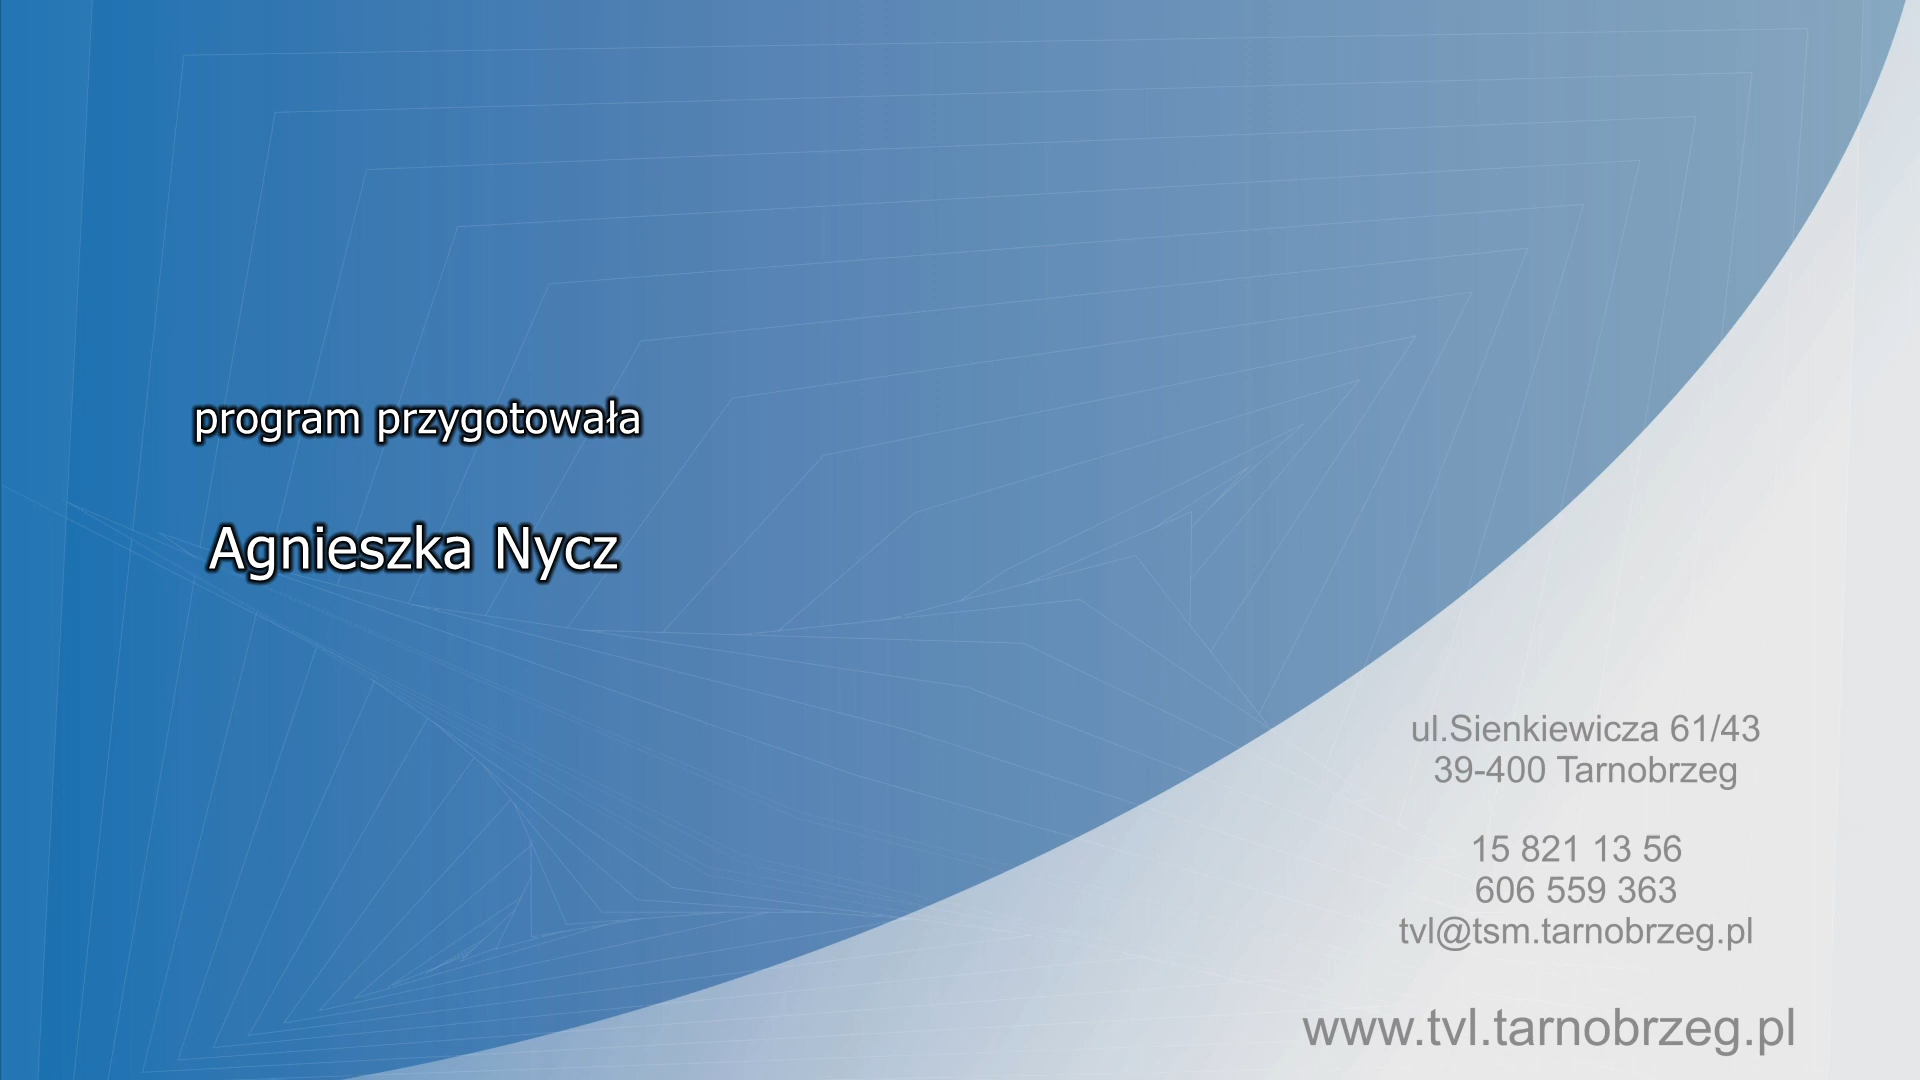 program przygotowała
Agnieszka Nycz
ul.Sienkiewicza 61/43
39-400 Tarnobrzeg
15 821 13 56
606 559 363
tvl@tsm.tarnobrzeg.pl
www.tvl.tarnobrzeg.pl